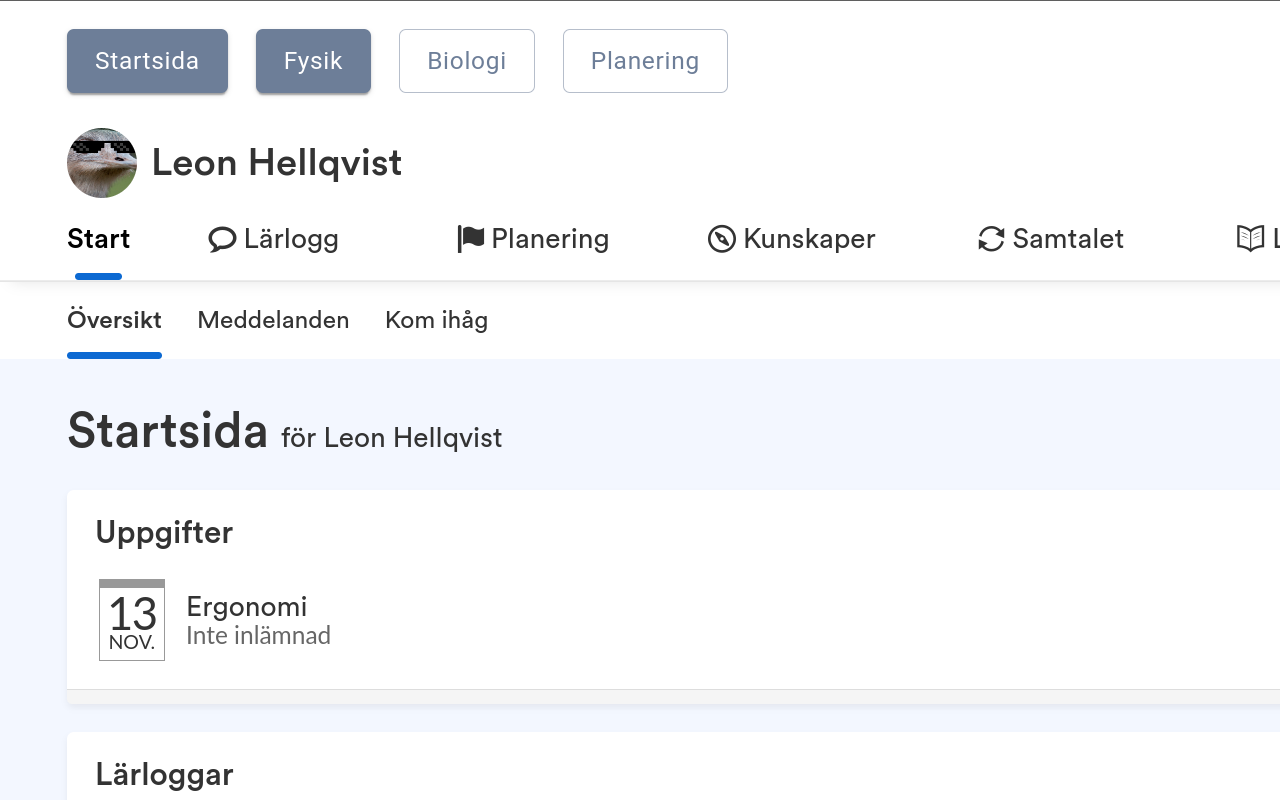 Startsida Fysik Biologi Planering
Leon Hellqvist
Start Lärlogg Planering Kunskaper Samtalet L
Översikt Meddelanden Kom ihåg
Startsida för Leon Hellqvist
Uppgifter
13
NOV.
Ergonomi
Inte inlämnad
Lärloggar